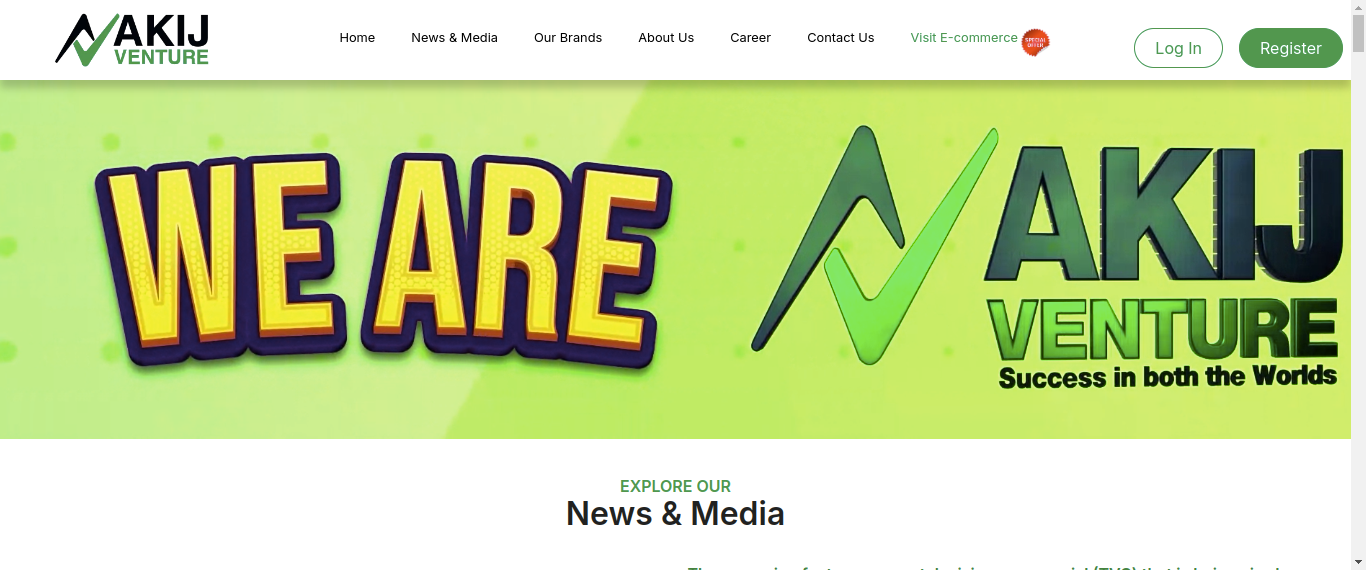 AKIJ
VENTURE
Home
News & Media
Our Brands
About Us
Career
Contact Us
Visit E-commerce
SPECIAL
OFFER
Log In
Register
WE ARE
AKIJ
VENTURE
Success in both the Worlds
EXPLORE OUR
News & Media